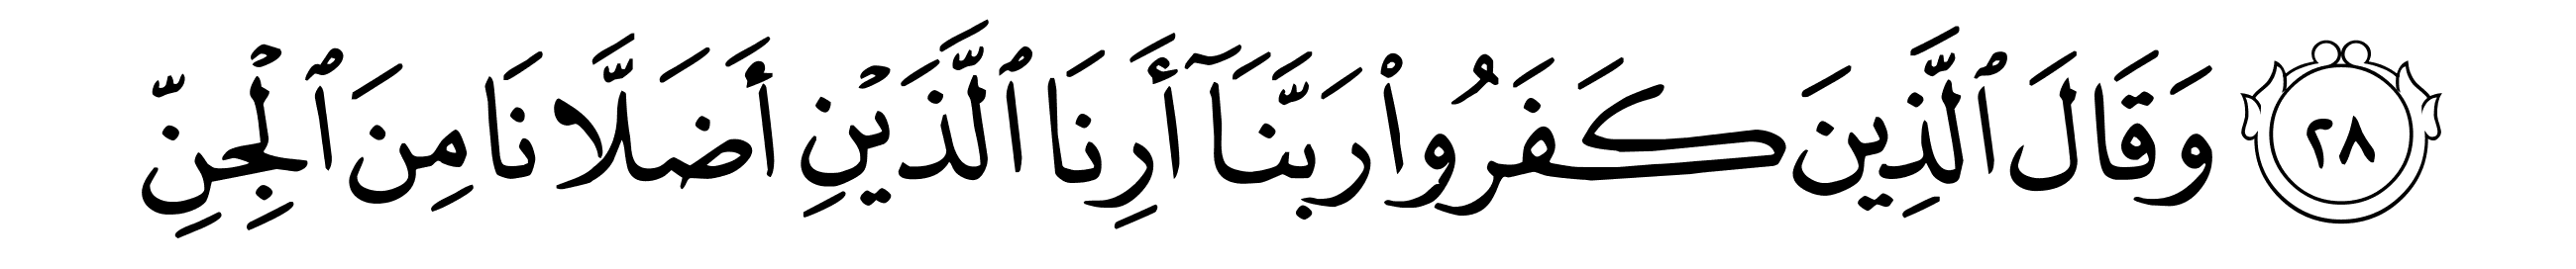 ٢٨ وَقَالَ ٱلَّذِينَ كَفَرُوا۟ رَبَّنَآ أَرِنَا ٱلَّذَيْنِ أَضَلَّانَا مِنَ ٱلْجِنِّ